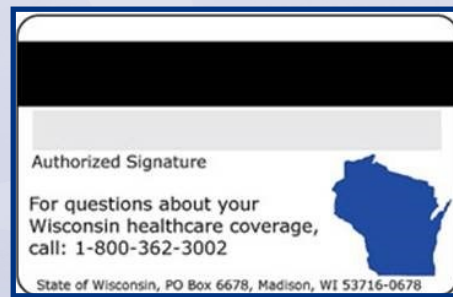 Authorized Signature
For questions about your
Wisconsin healthcare coverage,
call: 1-800-362-3002
State of Wisconsin, PO Box 6678, Madison, WI 53716-0678